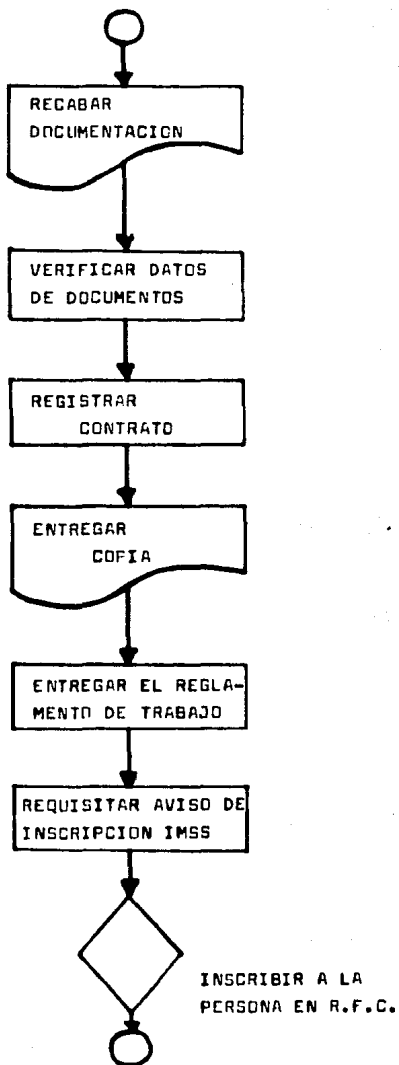 RECABAR
DOCUMENTACION
VERIFICAR DATOS
DE DOCUMENTOS
REGISTRAR
CONTRATO
ENTREGAR
COFIA
ENTREGAR EL REGLA-
MENTO DE TRABAJO
REQUISITAR AVISO DE
INSCRIPCION IMSS
INSCRIBIR A LA
PERSONA EN R.F.C.